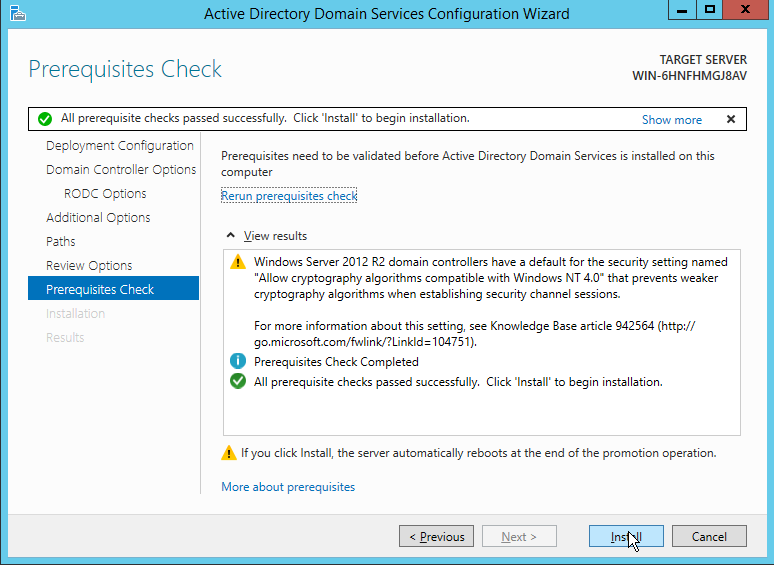 Active Directory Domain Services Configuration Wizard
Prerequisites Check
TARGET SERVER
WIN-6HNFHMGJ8AV
All prerequisite checks passed successfully.  Click 'Install' to begin installation.
Show more
Deployment Configuration
Domain Controller Options
RODC Options
Additional Options
Paths
Review Options
Prerequisites Check
Installation
Results
Prerequisites need to be validated before Active Directory Domain Services is installed on this
computer
Rerun prerequisites check
View results
Windows Server 2012 R2 domain controllers have a default for the security setting named
"Allow cryptography algorithms compatible with Windows NT 4.0" that prevents weaker
cryptography algorithms when establishing security channel sessions.
For more information about this setting, see Knowledge Base article 942564 (http://
go.microsoft.com/fwlink/?LinkId=104751).
Prerequisites Check Completed
All prerequisite checks passed successfully.  Click 'Install' to begin installation.
If you click Install, the server automatically reboots at the end of the promotion operation.
More about prerequisites
< Previous
Next >
Install
Cancel